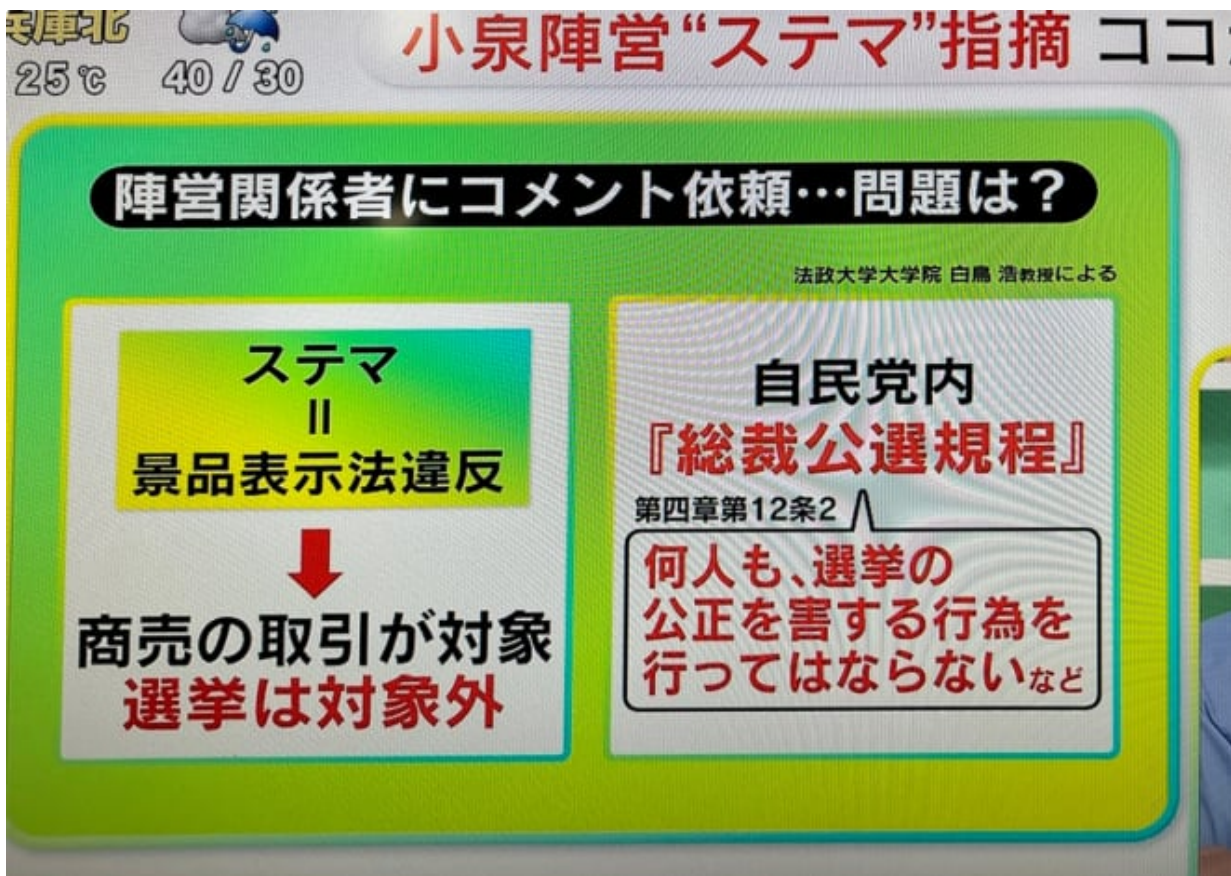 兵庫北
25℃ 40 / 30
小泉陣営“ステマ”指摘 ココ
陣営関係者にコメント依頼…問題は？
法政大学大学院 白鳥 浩教授による
ステマ
＝
景品表示法違反
商売の取引が対象
選挙は対象外
自民党内
『総裁公選規程』
第四章第12条2
何人も、選挙の
公正を害する行為を
行ってはならないなど